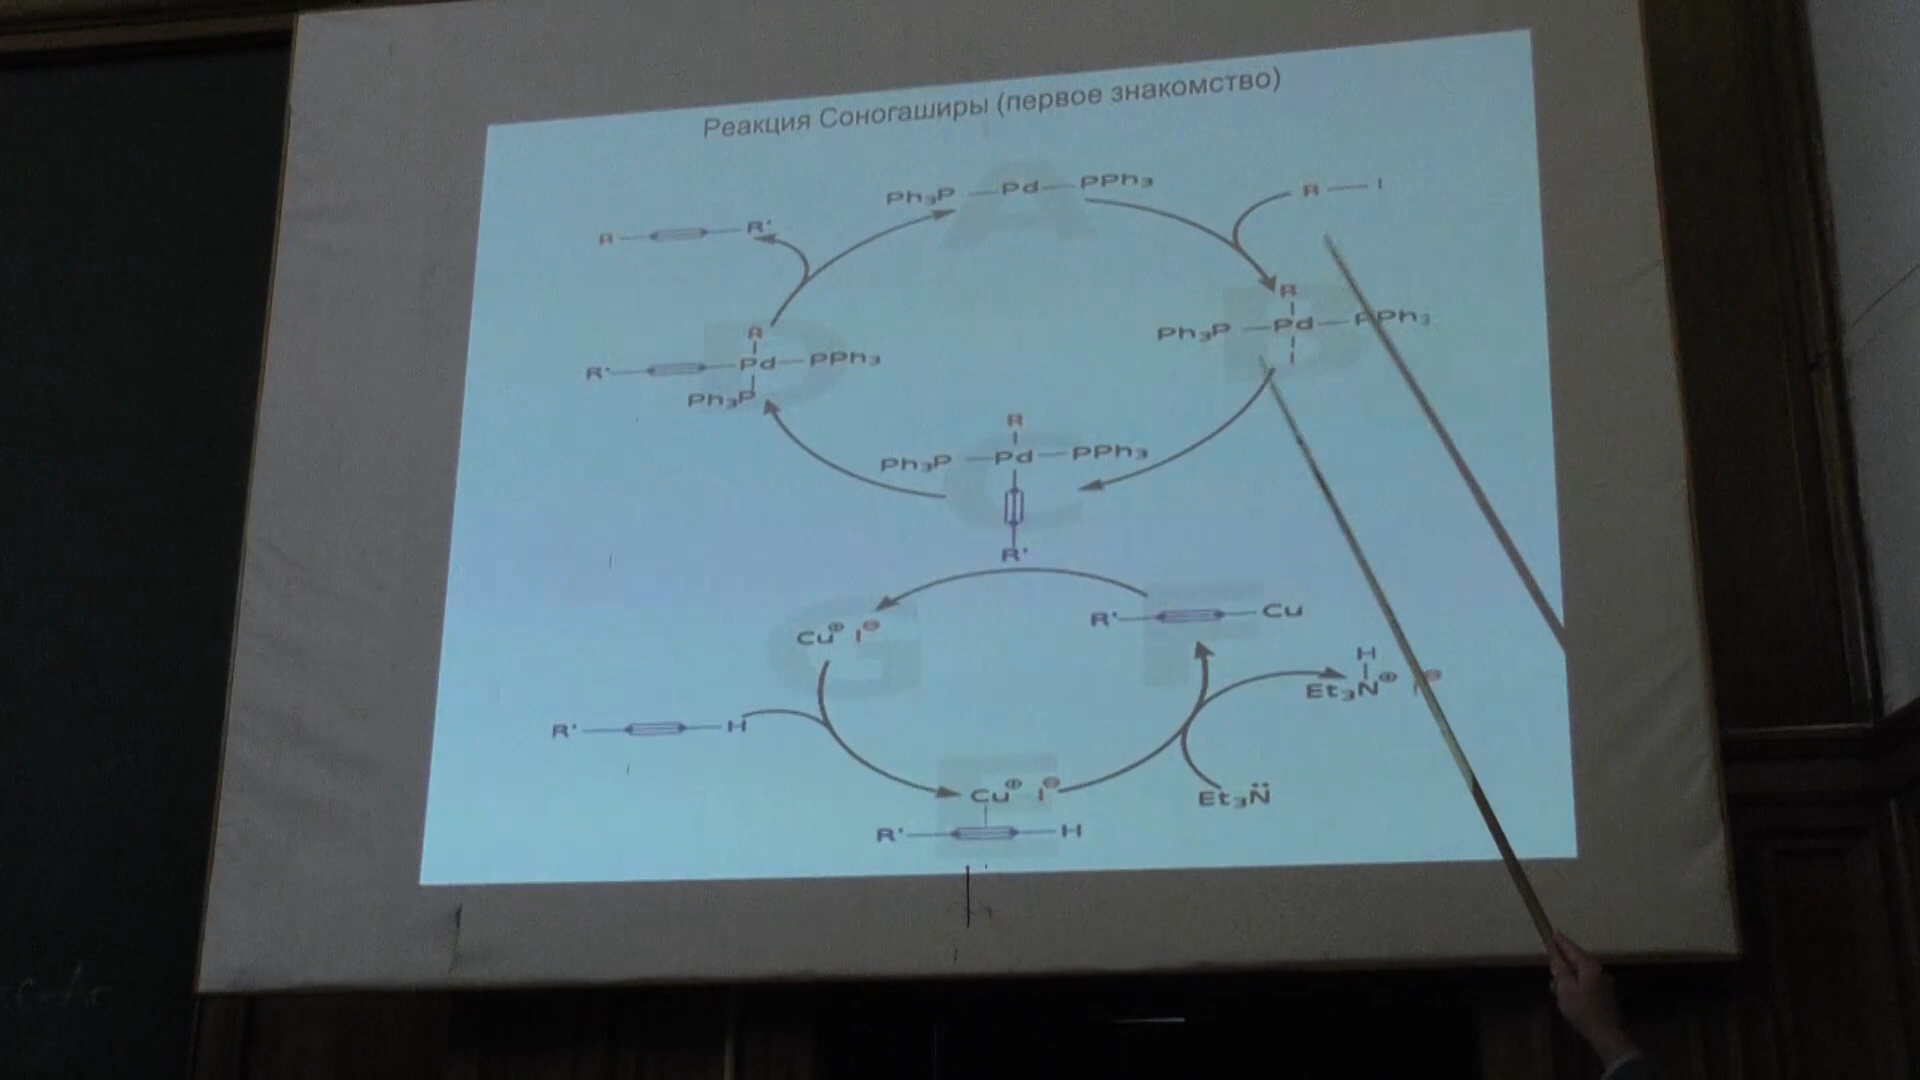 Реакция Соногаширы (первое знакомство)
Ph₃P — Pd — PPh₃
R — I
R — R'
R
Ph₃P — Pd — PPh₃
I
R
R' — Pd — PPh₃
Ph₃P
R
Ph₃P — Pd — PPh₃
R'
Cu⊕ I⊖
R' — Cu
H
Et₃N⊕ I⊖
R' — H
Cu⊕ I⊖
R' — H
Et₃N̈
A
B
C
D
E
F
G